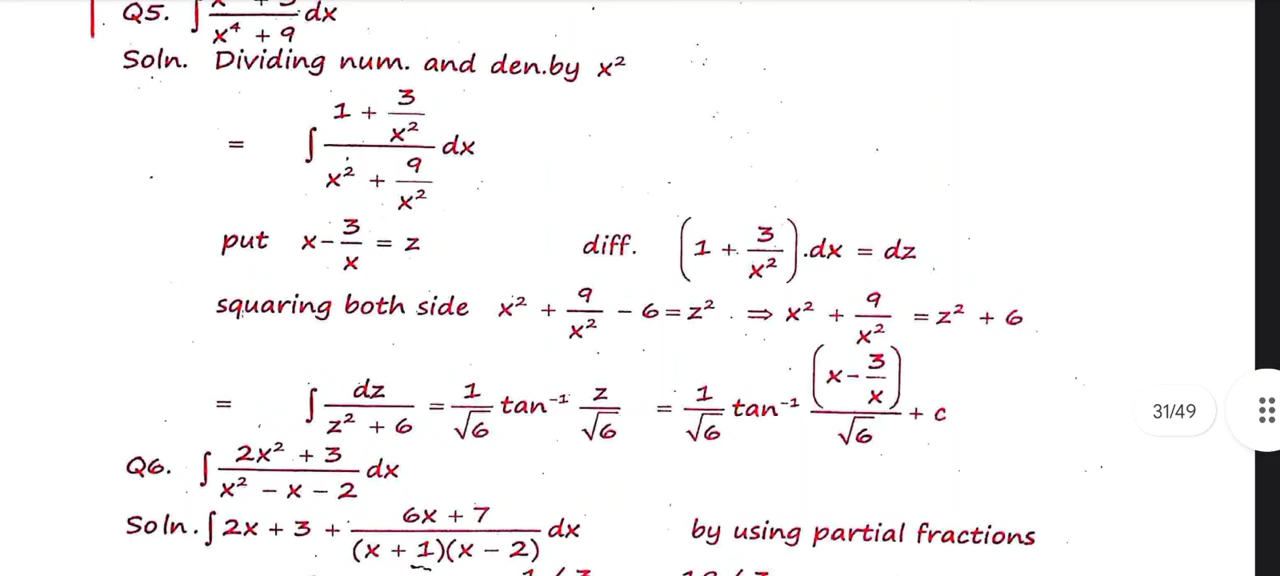 Q5. ∫ x² + 3 / x⁴ + 9 dx
Soln. Dividing num. and den.by x²
= ∫ (1 + 3/x²) / (x² + 9/x²) dx
put x - 3/x = z diff. (1 + 3/x²).dx = dz
squaring both side x² + 9/x² - 6 = z² . ⇒ x² + 9/x² = z² + 6
= ∫ dz / (z² + 6) = 1/√6 tan⁻¹ z/√6 = 1/√6 tan⁻¹ (x - 3/x)/√6 + c
31/49
Q6. ∫ (2x² + 3) / (x² - x - 2) dx
Soln. ∫ 2x + 3 + (6x + 7) / ((x + 1)(x - 2)) dx by using partial fractions